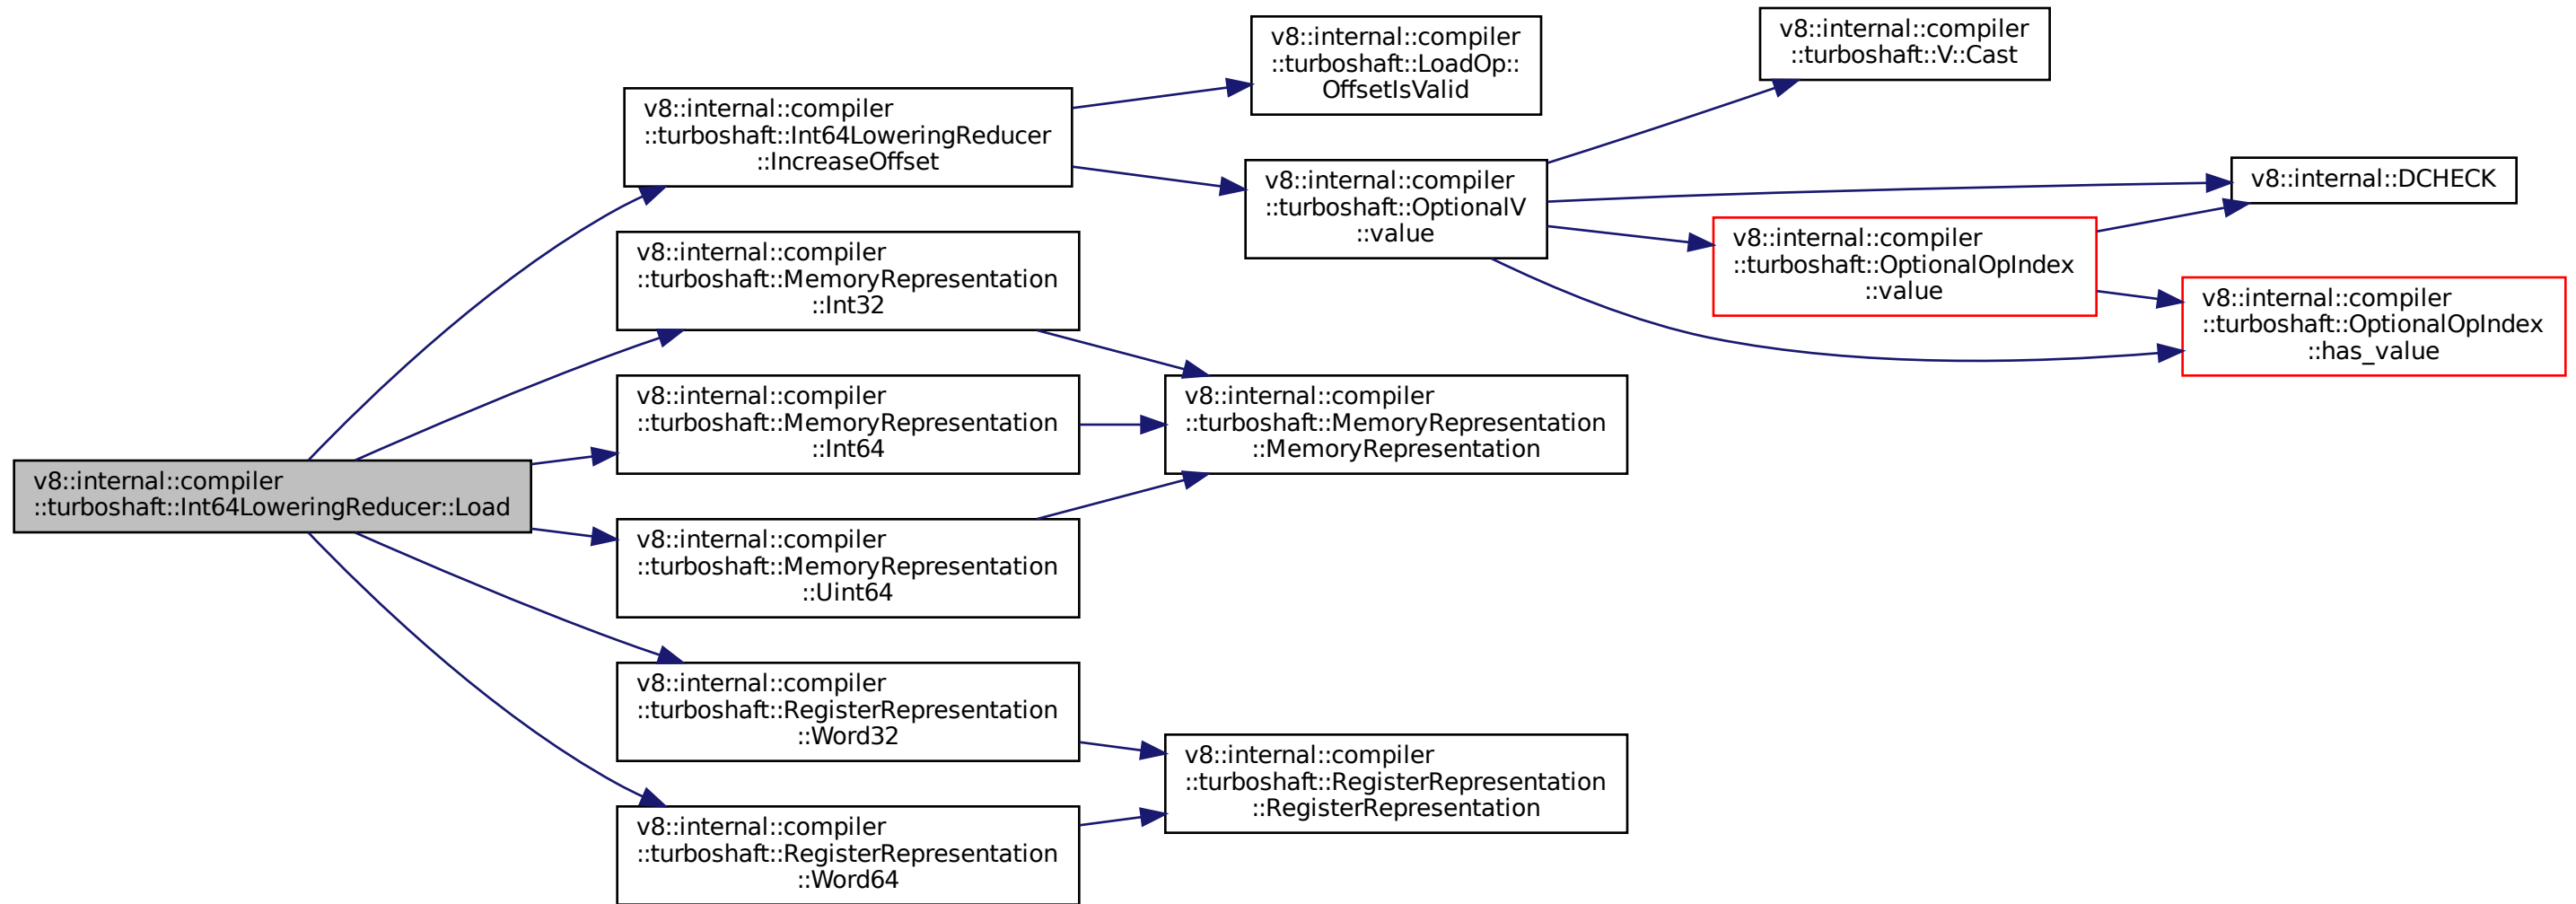 v8::internal::compiler
::turboshaft::Int64LoweringReducer::Load
v8::internal::compiler
::turboshaft::Int64LoweringReducer
::IncreaseOffset
v8::internal::compiler
::turboshaft::LoadOp::
OffsetIsValid
v8::internal::compiler
::turboshaft::OptionalV
::value
v8::internal::compiler
::turboshaft::V::Cast
v8::internal::DCHECK
v8::internal::compiler
::turboshaft::OptionalOpIndex
::value
v8::internal::compiler
::turboshaft::OptionalOpIndex
::has_value
v8::internal::compiler
::turboshaft::MemoryRepresentation
::Int32
v8::internal::compiler
::turboshaft::MemoryRepresentation
::MemoryRepresentation
v8::internal::compiler
::turboshaft::MemoryRepresentation
::Int64
v8::internal::compiler
::turboshaft::MemoryRepresentation
::Uint64
v8::internal::compiler
::turboshaft::RegisterRepresentation
::Word32
v8::internal::compiler
::turboshaft::RegisterRepresentation
::RegisterRepresentation
v8::internal::compiler
::turboshaft::RegisterRepresentation
::Word64